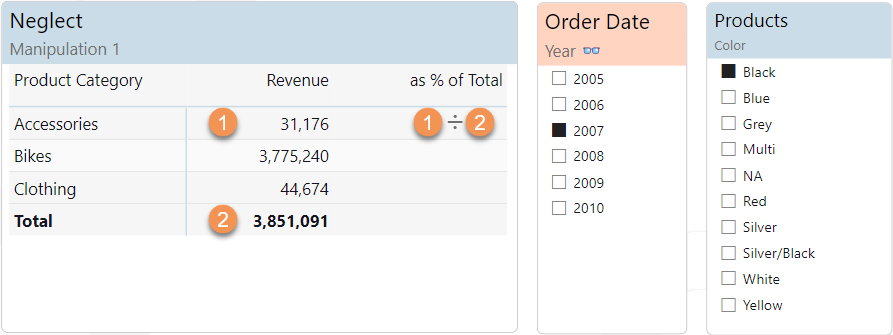 Neglect
Manipulation 1
Product Category Revenue as % of Total
Accessories 1 31,176 1 ÷ 2
Bikes 3,775,240
Clothing 44,674
Total 2 3,851,091
Order Date
Year
2005
2006
2007
2008
2009
2010
Products
Color
Black
Blue
Grey
Multi
NA
Red
Silver
Silver/Black
White
Yellow